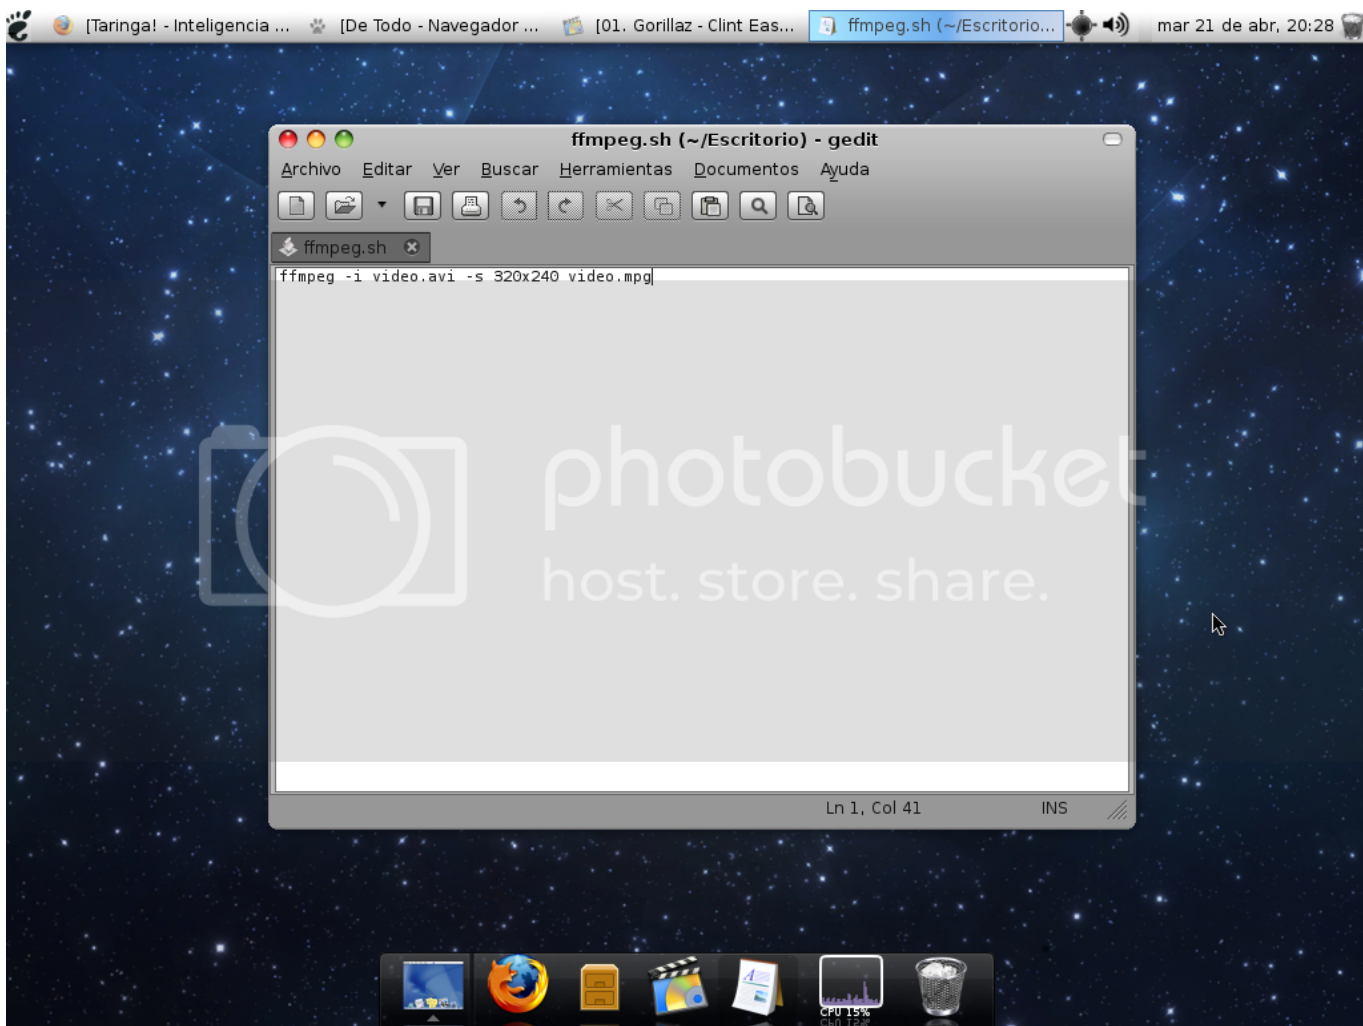 [Taringa! - Inteligencia ... [De Todo - Navegador ... [01. Gorillaz - Clint Eas... ffmpeg.sh (~/Escritorio... mar 21 de abr, 20:28
ffmpeg.sh (~/Escritorio) - gedit
Archivo Editar Ver Buscar Herramientas Documentos Ayuda
ffmpeg.sh
ffmpeg -i video.avi -s 320x240 video.mpg
photobucket
host. store. share.
Ln 1, Col 41 INS
CPU 15%